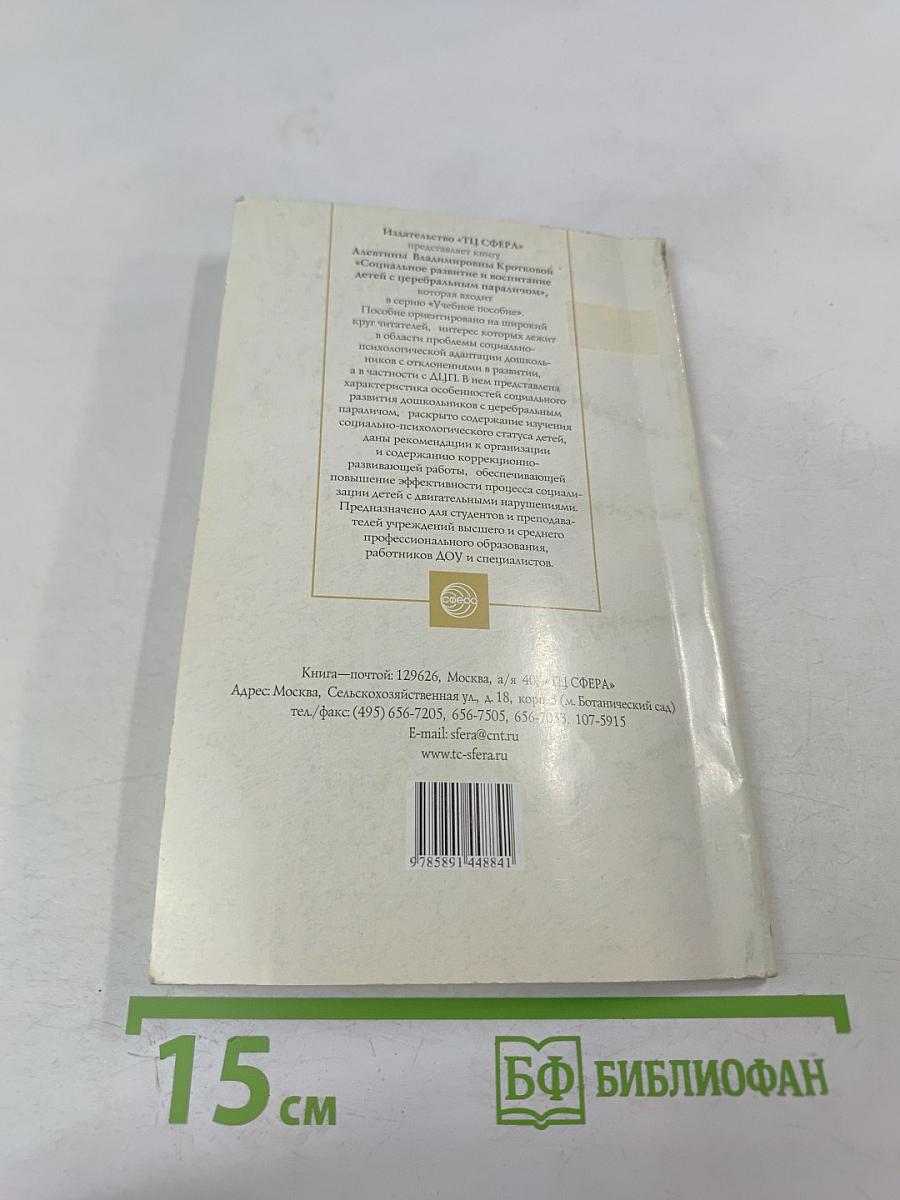 Издательство «ТЦ СФЕРА»
представляет книгу
Алевтины Владимировны Кротковой
«Социальное развитие и воспитание
детей с церебральным параличом»,
которая входит
в серию «Учебное пособие».
Пособие ориентировано на широкий
круг читателей, интерес которых лежит
в области проблемы социально-
психологической адаптации дошколь-
ников с отклонениями в развитии,
а в частности с ДЦП. В нем представлена
характеристика особенностей социального
развития дошкольников с церебральным
параличом, раскрыто содержание изучения
социально-психологического статуса детей,
даны рекомендации к организации
и содержанию коррекционно-
развивающей работы, обеспечивающей
повышение эффективности процесса социали-
зации детей с двигательными нарушениями.
Предназначено для студентов и преподава-
телей учреждений высшего и среднего
профессионального образования,
работников ДОУ и специалистов.
сфера
Книга—почтой: 129626, Москва, а/я 40, «ТЦ СФЕРА»
Адрес: Москва, Сельскохозяйственная ул., д. 18, корп. 3 (м. Ботанический сад)
тел./факс: (495) 656-7205, 656-7505, 107-5915
E-mail: sfera@cnt.ru
www.tc-sfera.ru
9 785891 448841
15 см
БФ БИБЛИОФАН